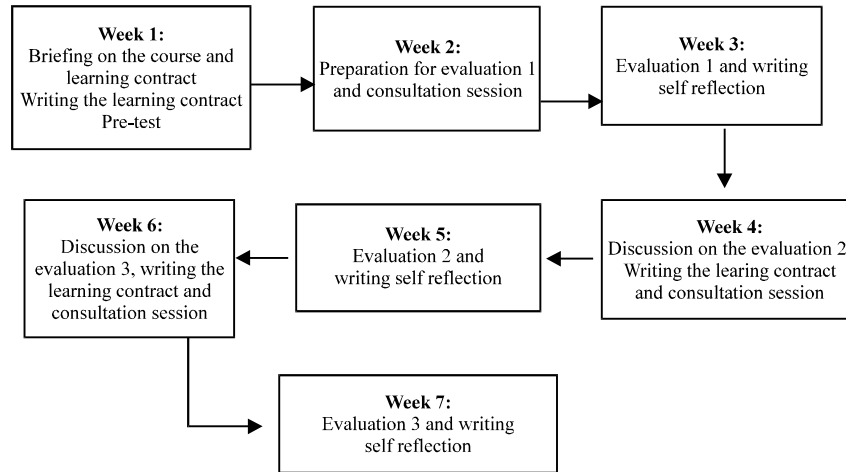 Week 1:
Briefing on the course and
learning contract
Writing the learning contract
Pre-test
Week 2:
Preparation for evaluation 1
and consultation session
Week 3:
Evaluation 1 and writing
self reflection
Week 4:
Discussion on the evaluation 2
Writing the learing contract
and consultation session
Week 5:
Evaluation 2 and
writing self reflection
Week 6:
Discussion on the
evaluation 3, writing the
learning contract and
consultation session
Week 7:
Evaluation 3 and writing
self reflection